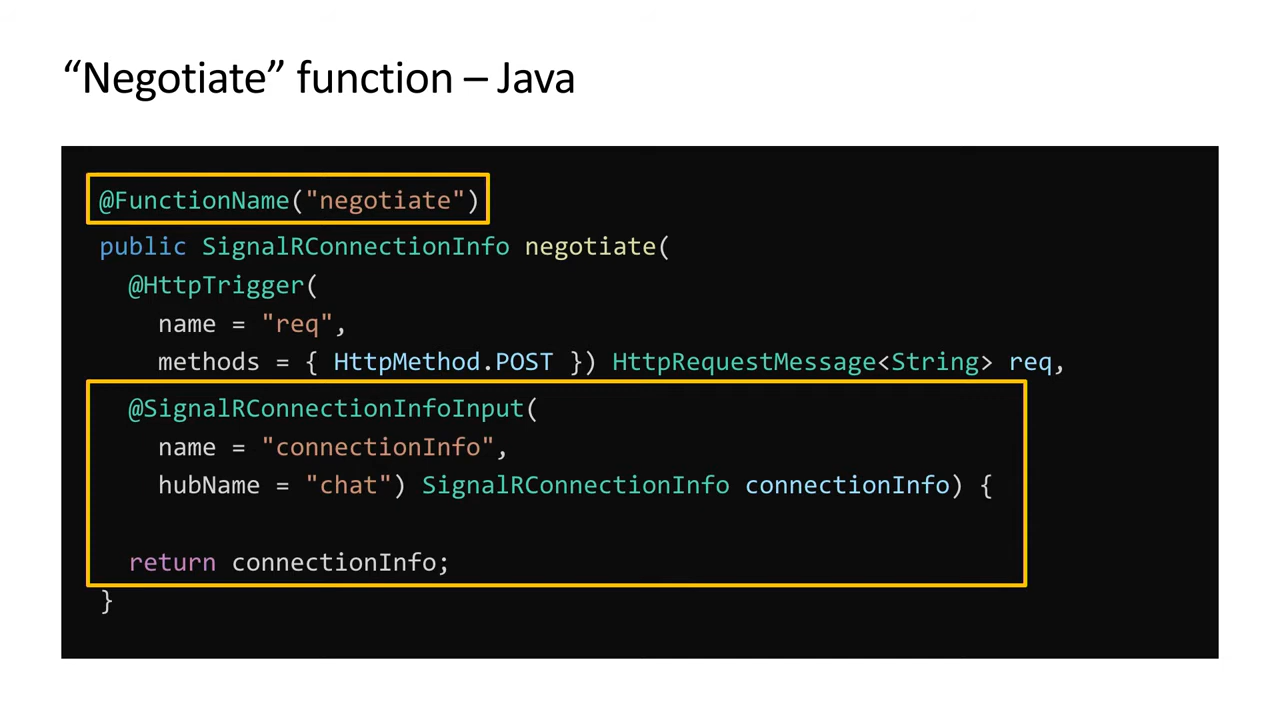 “Negotiate” function – Java
@FunctionName("negotiate")
public SignalRConnectionInfo negotiate(
@HttpTrigger(
name = "req",
methods = { HttpMethod.POST }) HttpRequestMessage<String> req,
@SignalRConnectionInfoInput(
name = "connectionInfo",
hubName = "chat") SignalRConnectionInfo connectionInfo) {
return connectionInfo;
}